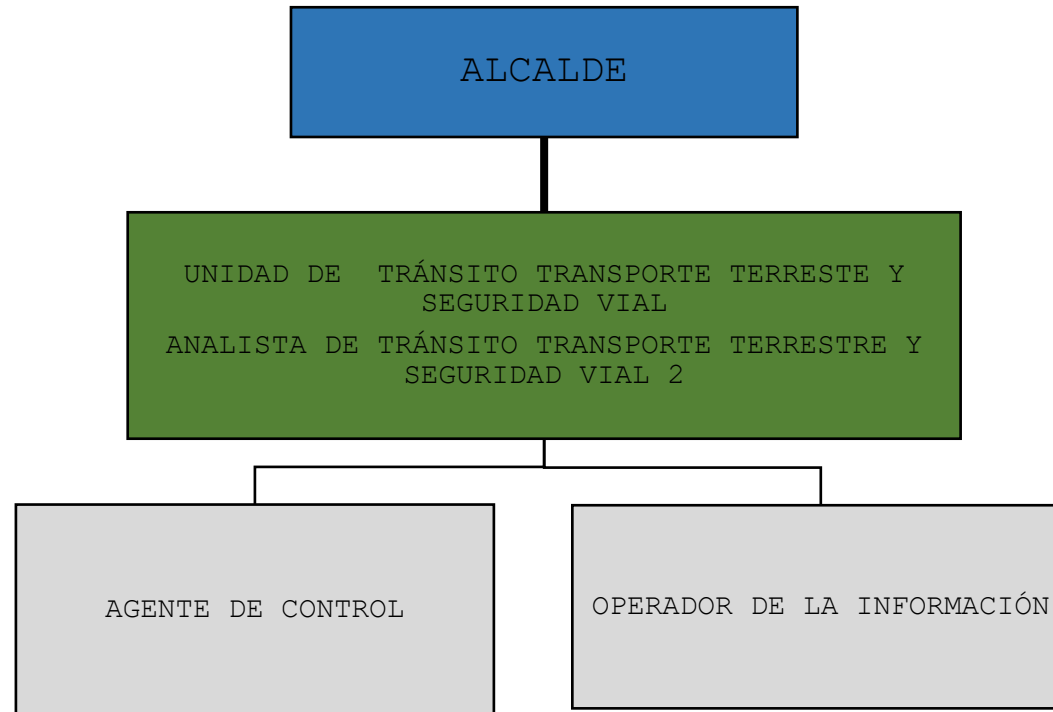 ALCALDE
UNIDAD DE TRÁNSITO TRANSPORTE TERRESTE Y
SEGURIDAD VIAL
ANALISTA DE TRÁNSITO TRANSPORTE TERRESTRE Y
SEGURIDAD VIAL 2
AGENTE DE CONTROL
OPERADOR DE LA INFORMACIÓN